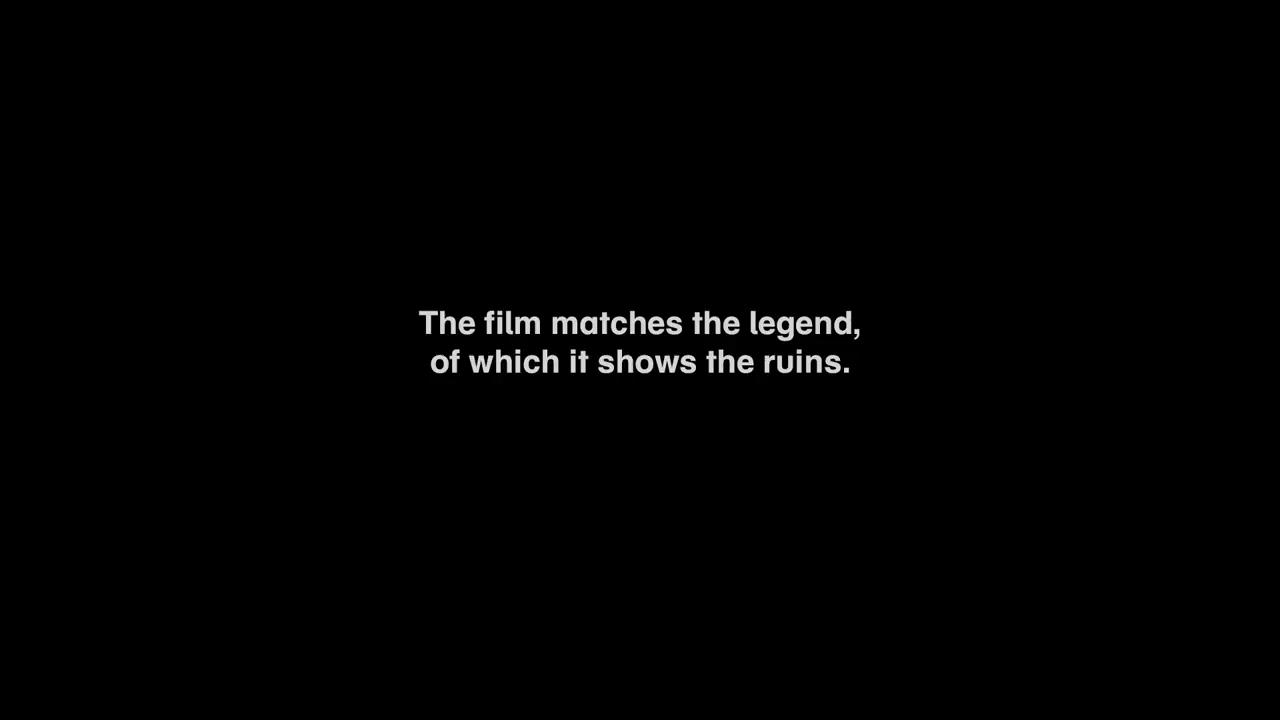 The film matches the legend,
of which it shows the ruins.